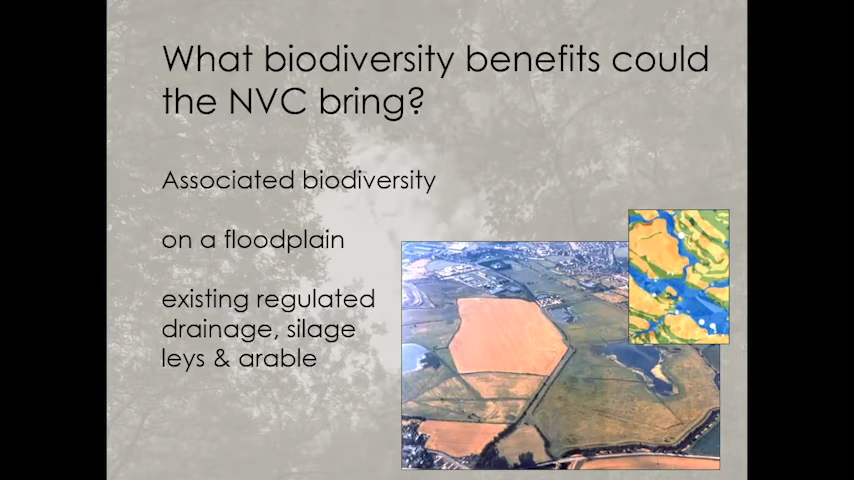 What biodiversity benefits could
the NVC bring?
Associated biodiversity
on a floodplain
existing regulated
drainage, silage
leys & arable